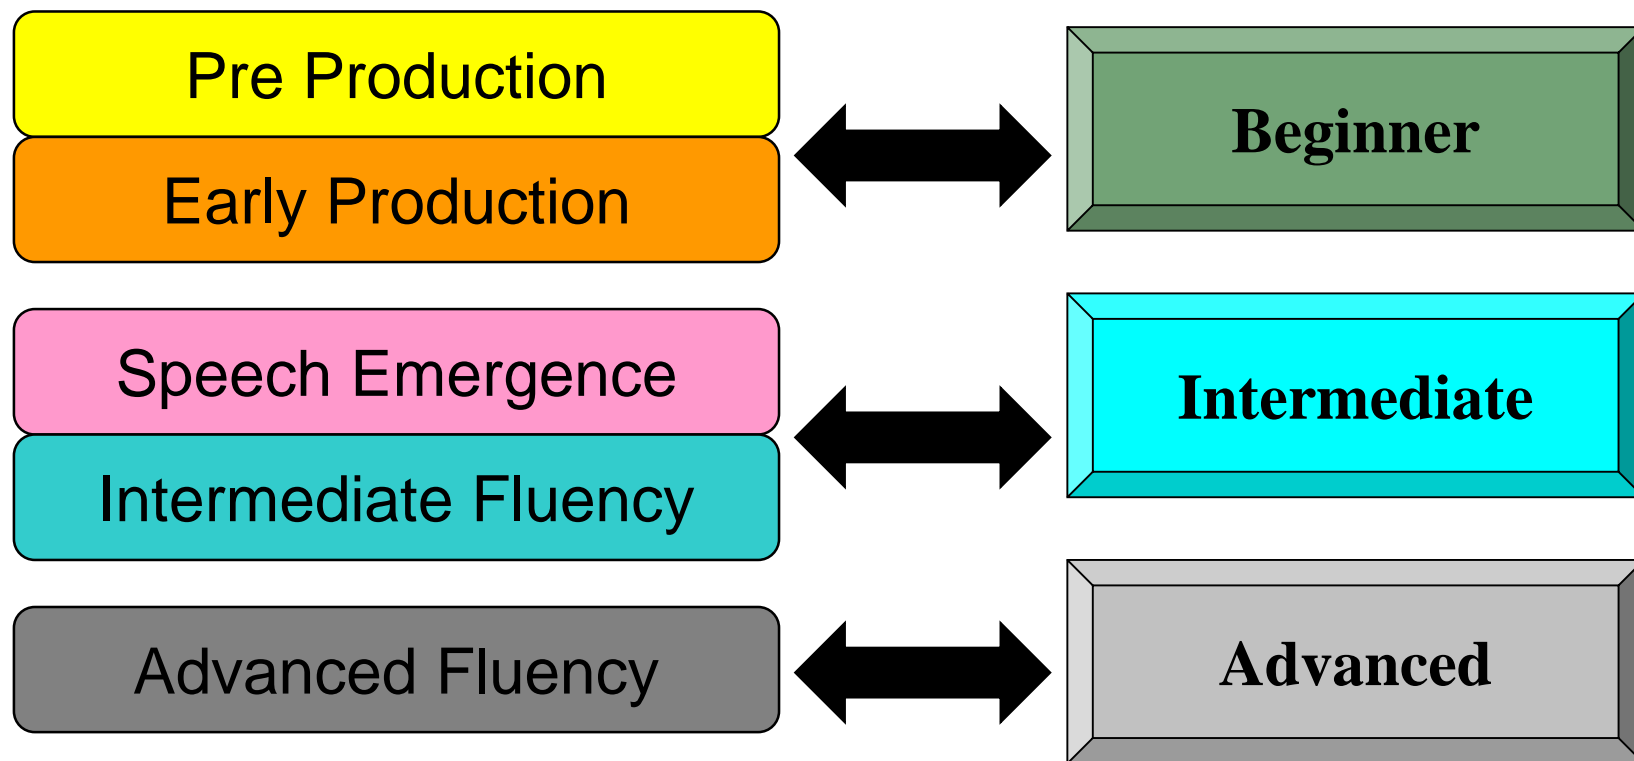 Pre Production
Early Production
Beginner
Speech Emergence
Intermediate Fluency
Intermediate
Advanced Fluency
Advanced